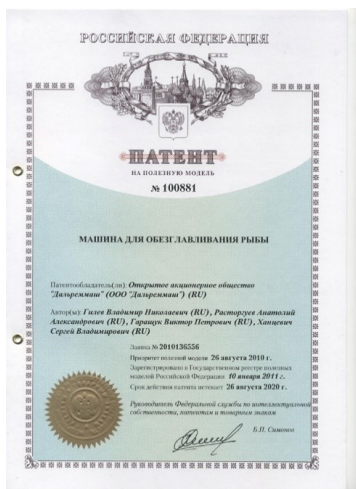 РОССИЙСКАЯ ФЕДЕРАЦИЯ
ПАТЕНТ
НА ПОЛЕЗНУЮ МОДЕЛЬ
№ 100881
МАШИНА ДЛЯ ОБЕЗГЛАВЛИВАНИЯ РЫБЫ
Патентообладатель(ли): Открытое акционерное общество
"Дальреммаш" (ООО "Дальреммаш") (RU)
Автор(ы): Гилев Владимир Николаевич (RU), Расторгуев Анатолий
Александрович (RU), Гаращук Виктор Петрович (RU), Ханцевич
Сергей Владимирович (RU)
Заявка № 2010136556
Приоритет полезной модели 26 августа 2010 г.
Зарегистрировано в Государственном реестре полезных
моделей Российской Федерации 10 января 2011 г.
Срок действия патента истекает 26 августа 2020 г.
Руководитель Федеральной службы по интеллектуальной
собственности, патентам и товарным знакам
Б.П. Симонов